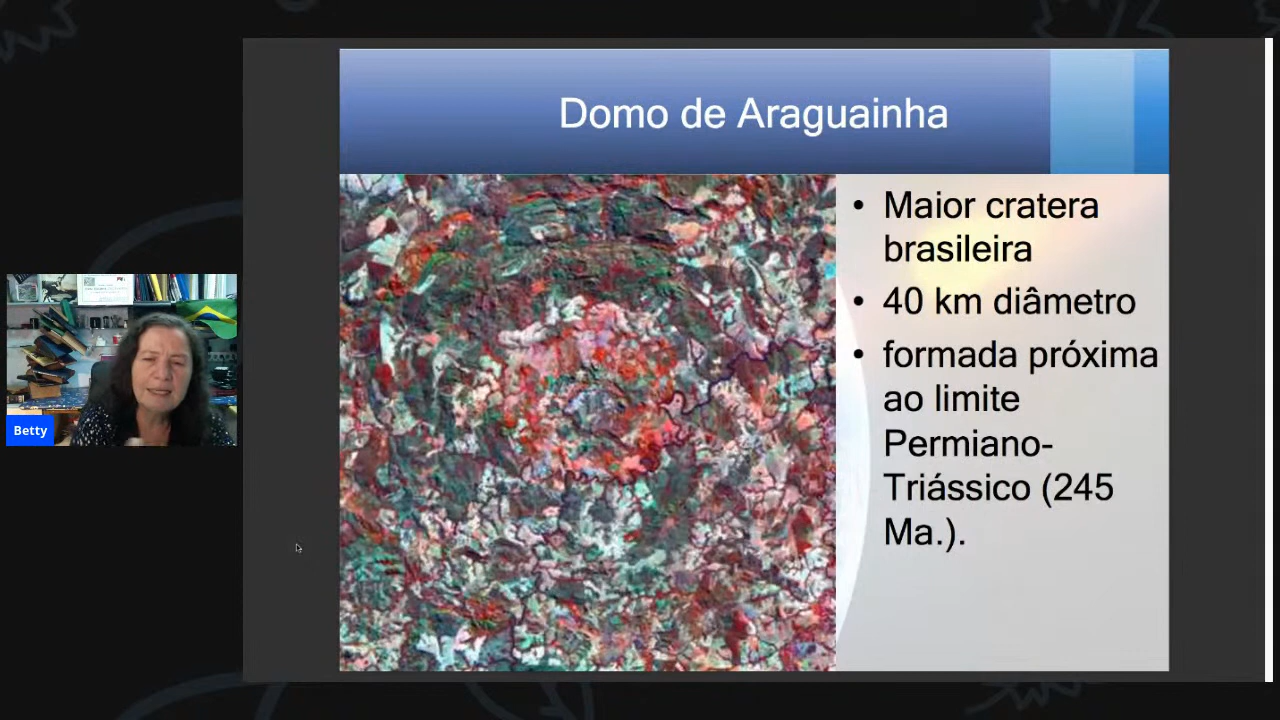 Domo de Araguainha
• Maior cratera
brasileira
• 40 km diâmetro
• formada próxima
ao limite
Permiano-
Triássico (245
Ma.).
Betty